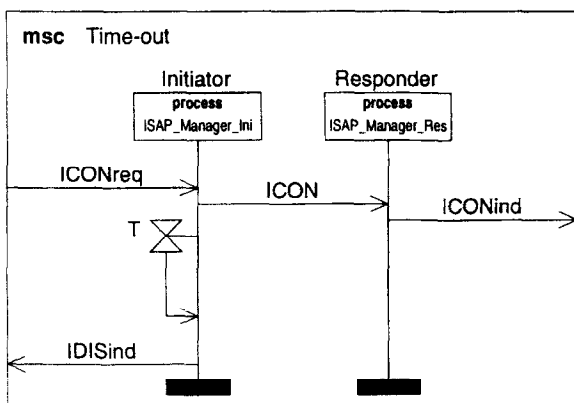 msc Time-out
Initiator Responder
process process
ISAP_Manager_Ini ISAP_Manager_Res
ICONreq
ICON
ICONind
T
IDISind